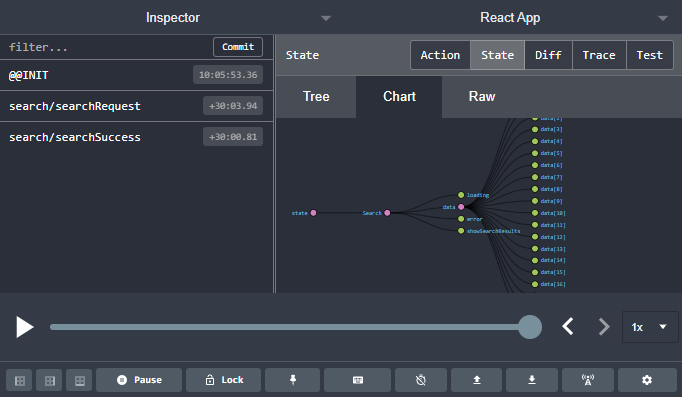 Inspector
React App
filter...
Commit
State
Action
State
Diff
Trace
Test
@@INIT
10:05:53.36
search/searchRequest
+30:03.94
search/searchSuccess
+30:00.81
Tree
Chart
Raw
state
Search
loading
data
error
showSearchResults
data[3]
data[4]
data[5]
data[6]
data[7]
data[8]
data[9]
data[10]
data[11]
data[12]
data[13]
data[14]
data[15]
data[16]
1x
Pause
Lock